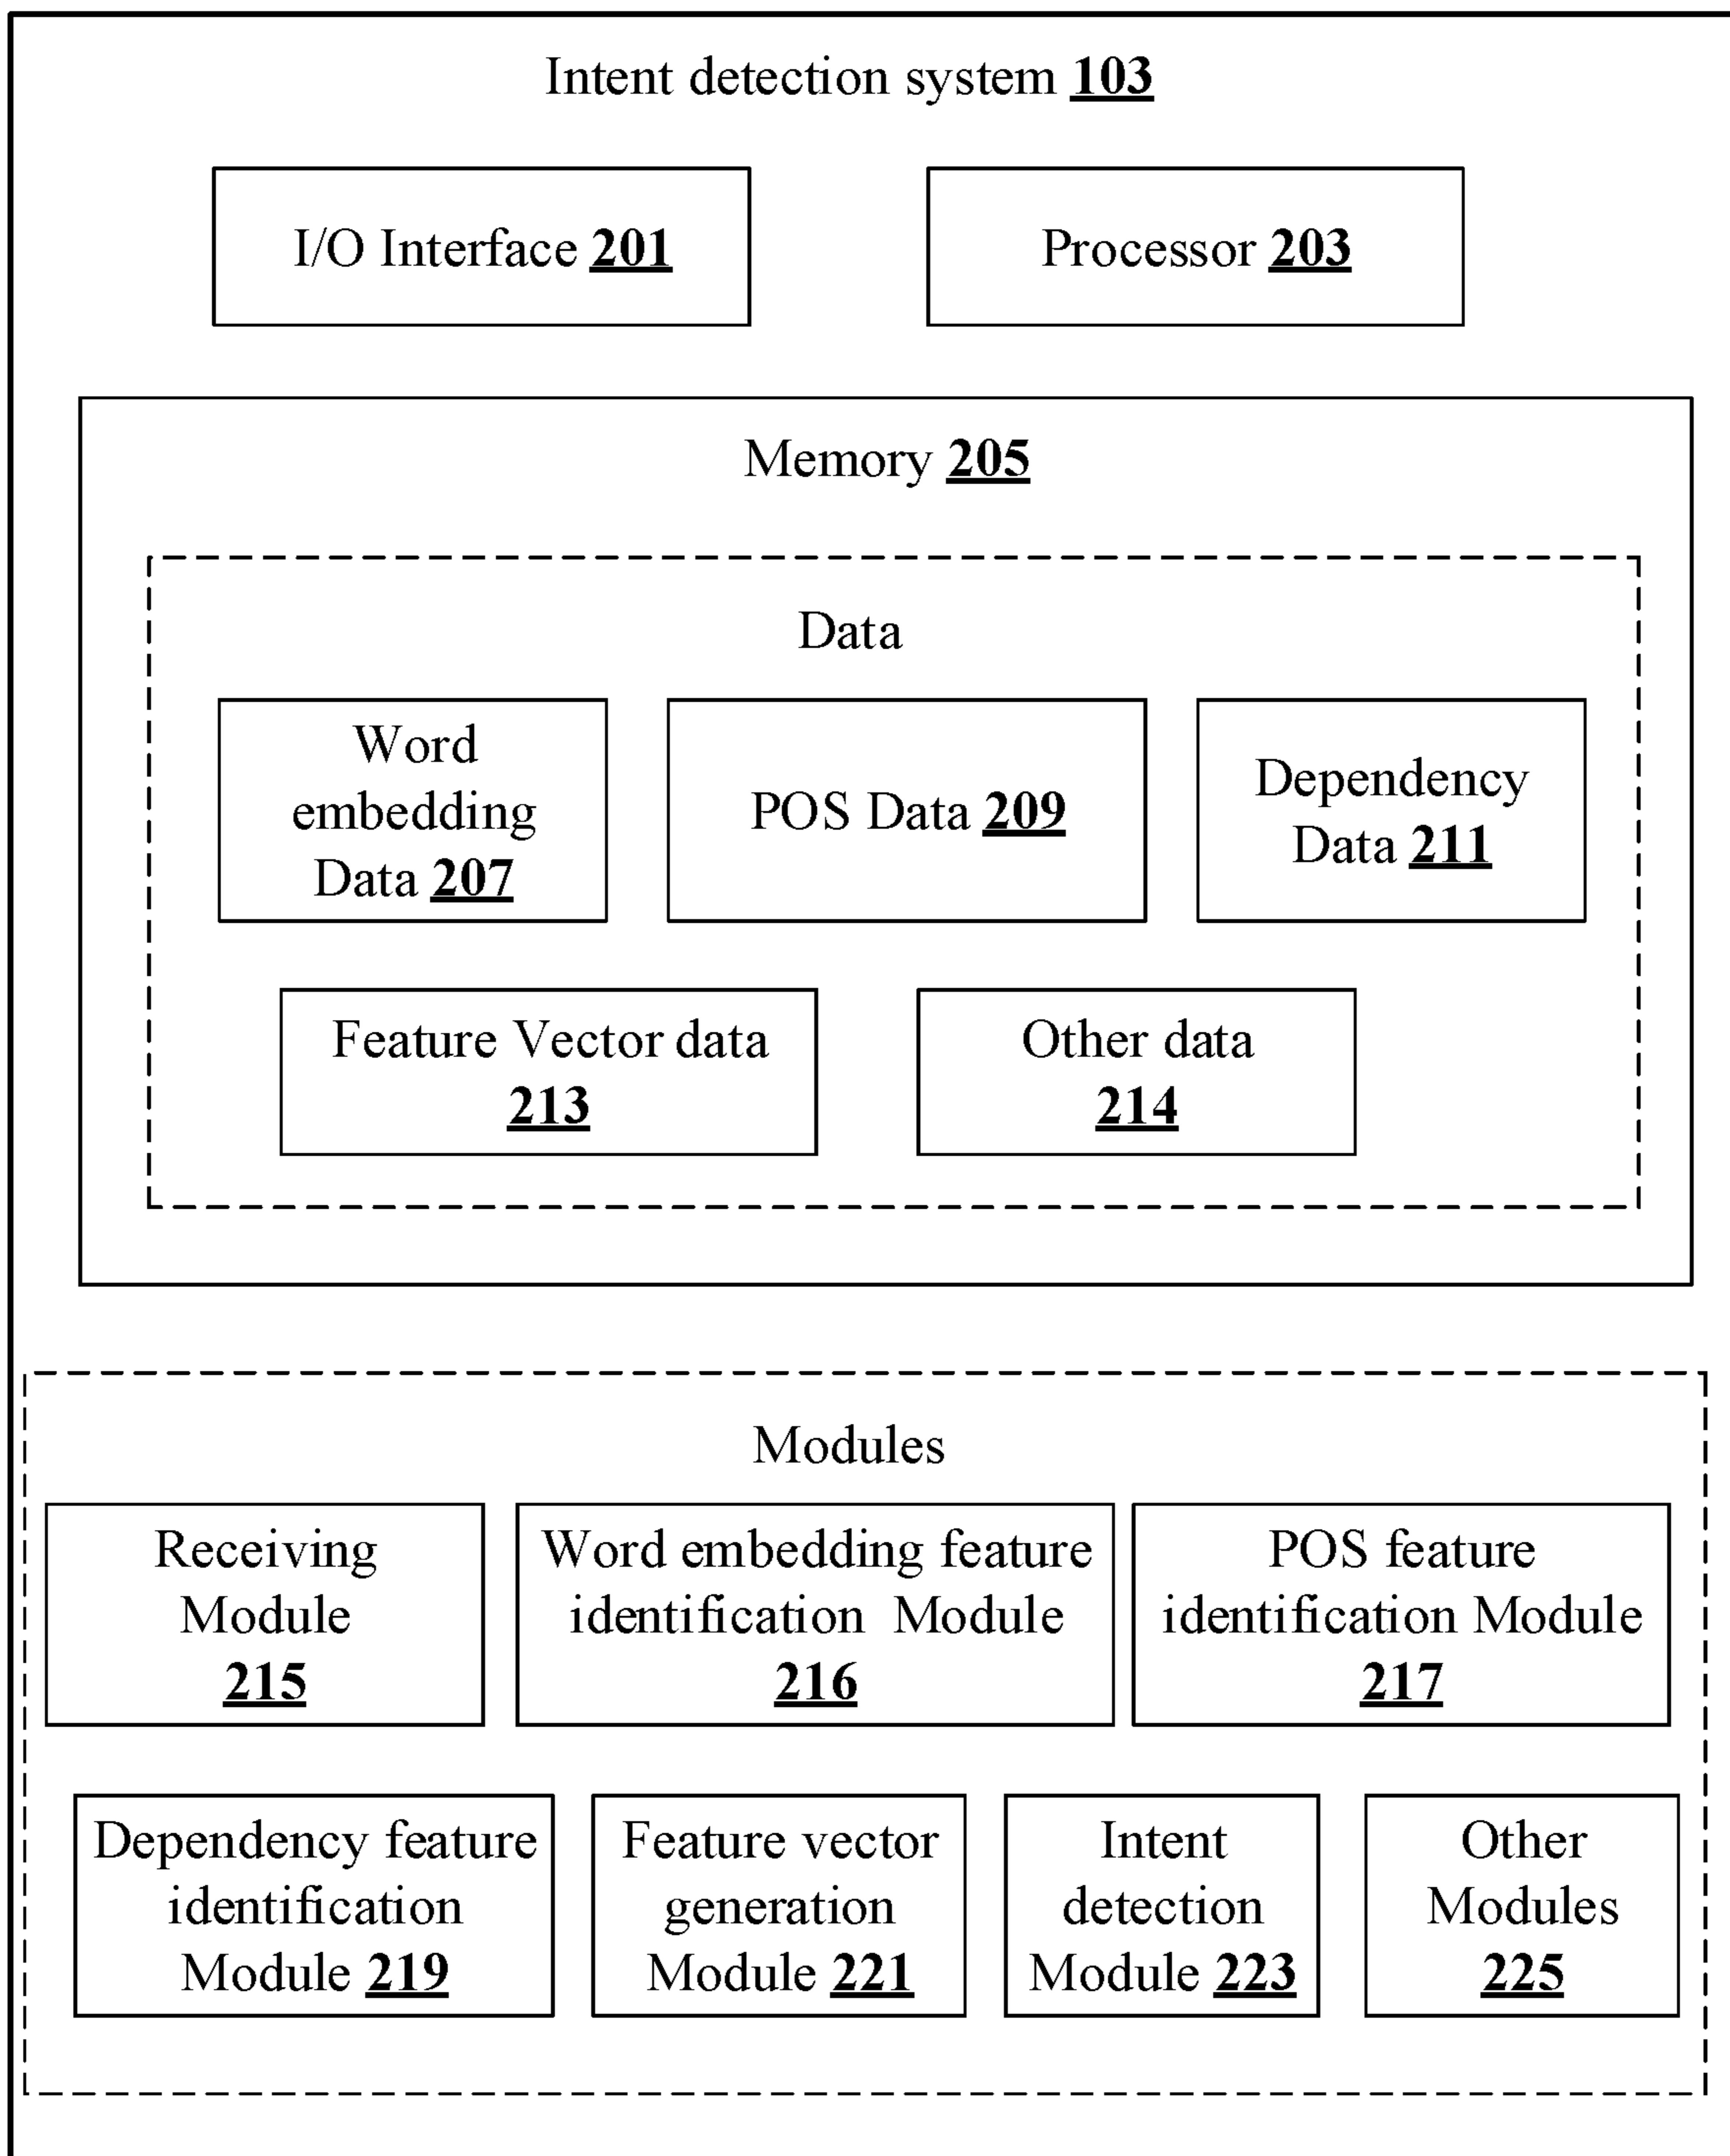 Intent detection system 103
I/O Interface 201
Processor 203
Memory 205
Data
Word
embedding
Data 207
POS Data 209
Dependency
Data 211
Feature Vector data
213
Other data
214
Modules
Receiving
Module
215
Word embedding feature
identification Module
216
POS feature
identification Module
217
Dependency feature
identification
Module 219
Feature vector
generation
Module 221
Intent
detection
Module 223
Other
Modules
225